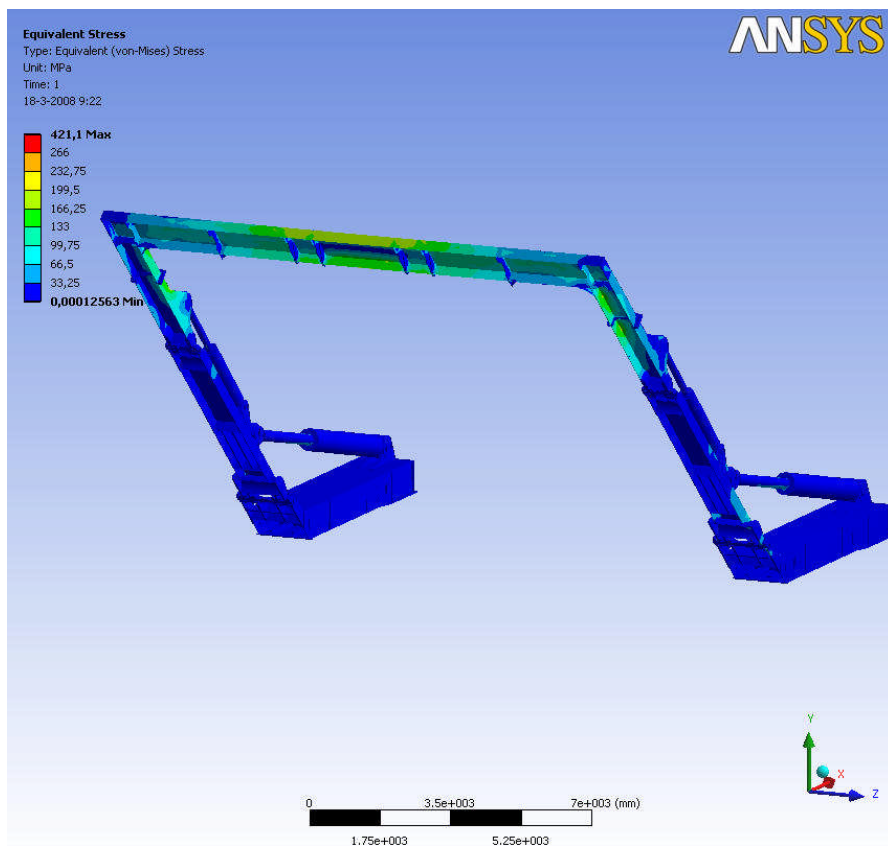 Equivalent Stress
Type: Equivalent (von-Mises) Stress
Unit: MPa
Time: 1
18-3-2008 9:22
ANSYS
421,1 Max
266
232,75
199,5
166,25
133
99,75
66,5
33,25
0,00012563 Min
Y
X
Z
0 3.5e+003 7e+003 (mm)
1.75e+003 5.25e+003